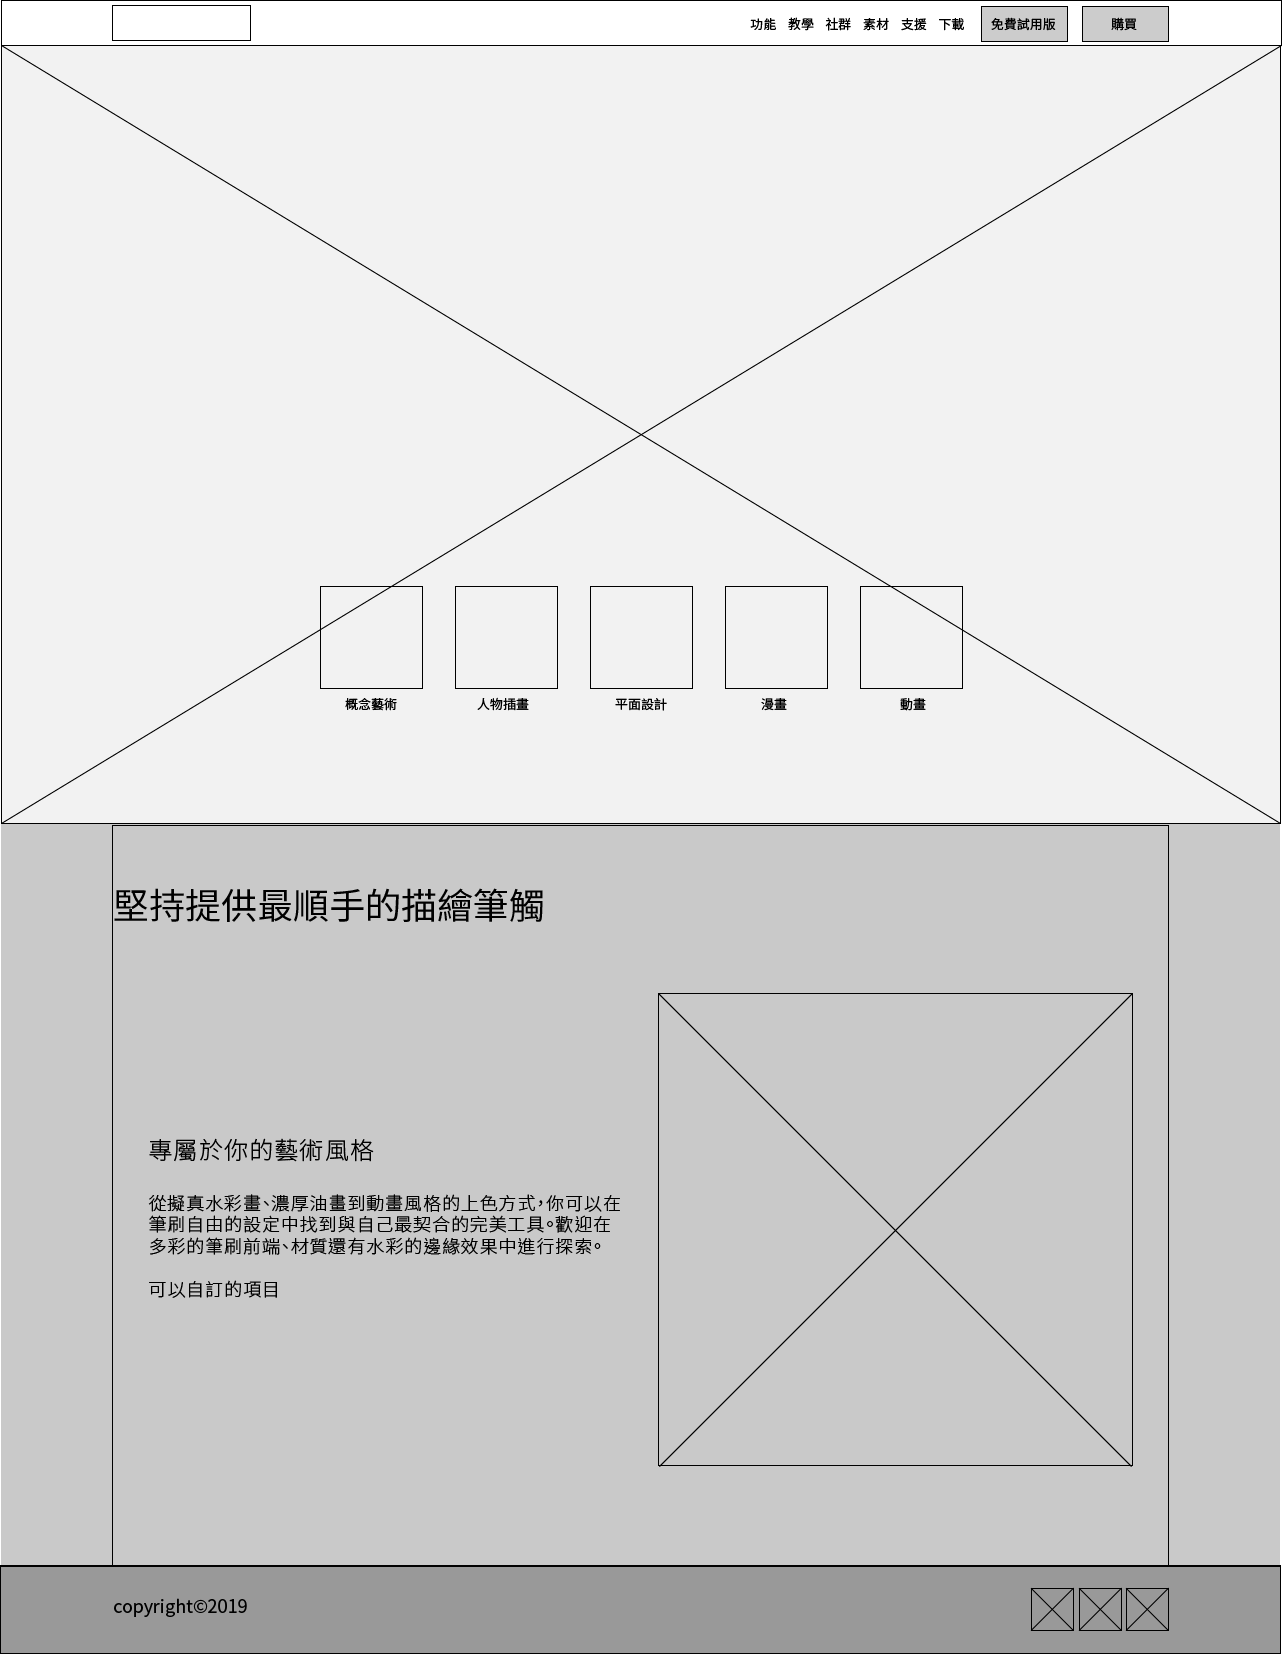 功能 教學 社群 素材 支援 下載 免費試用版 購買
概念藝術 人物插畫 平面設計 漫畫 動畫
堅持提供最順手的描繪筆觸
專屬於你的藝術風格
從擬真水彩畫、濃厚油畫到動畫風格的上色方式，你可以在
筆刷自由的設定中找到與自己最契合的完美工具。歡迎在
多彩的筆刷前端、材質還有水彩的邊緣效果中進行探索。
可以自訂的項目
copyright©2019